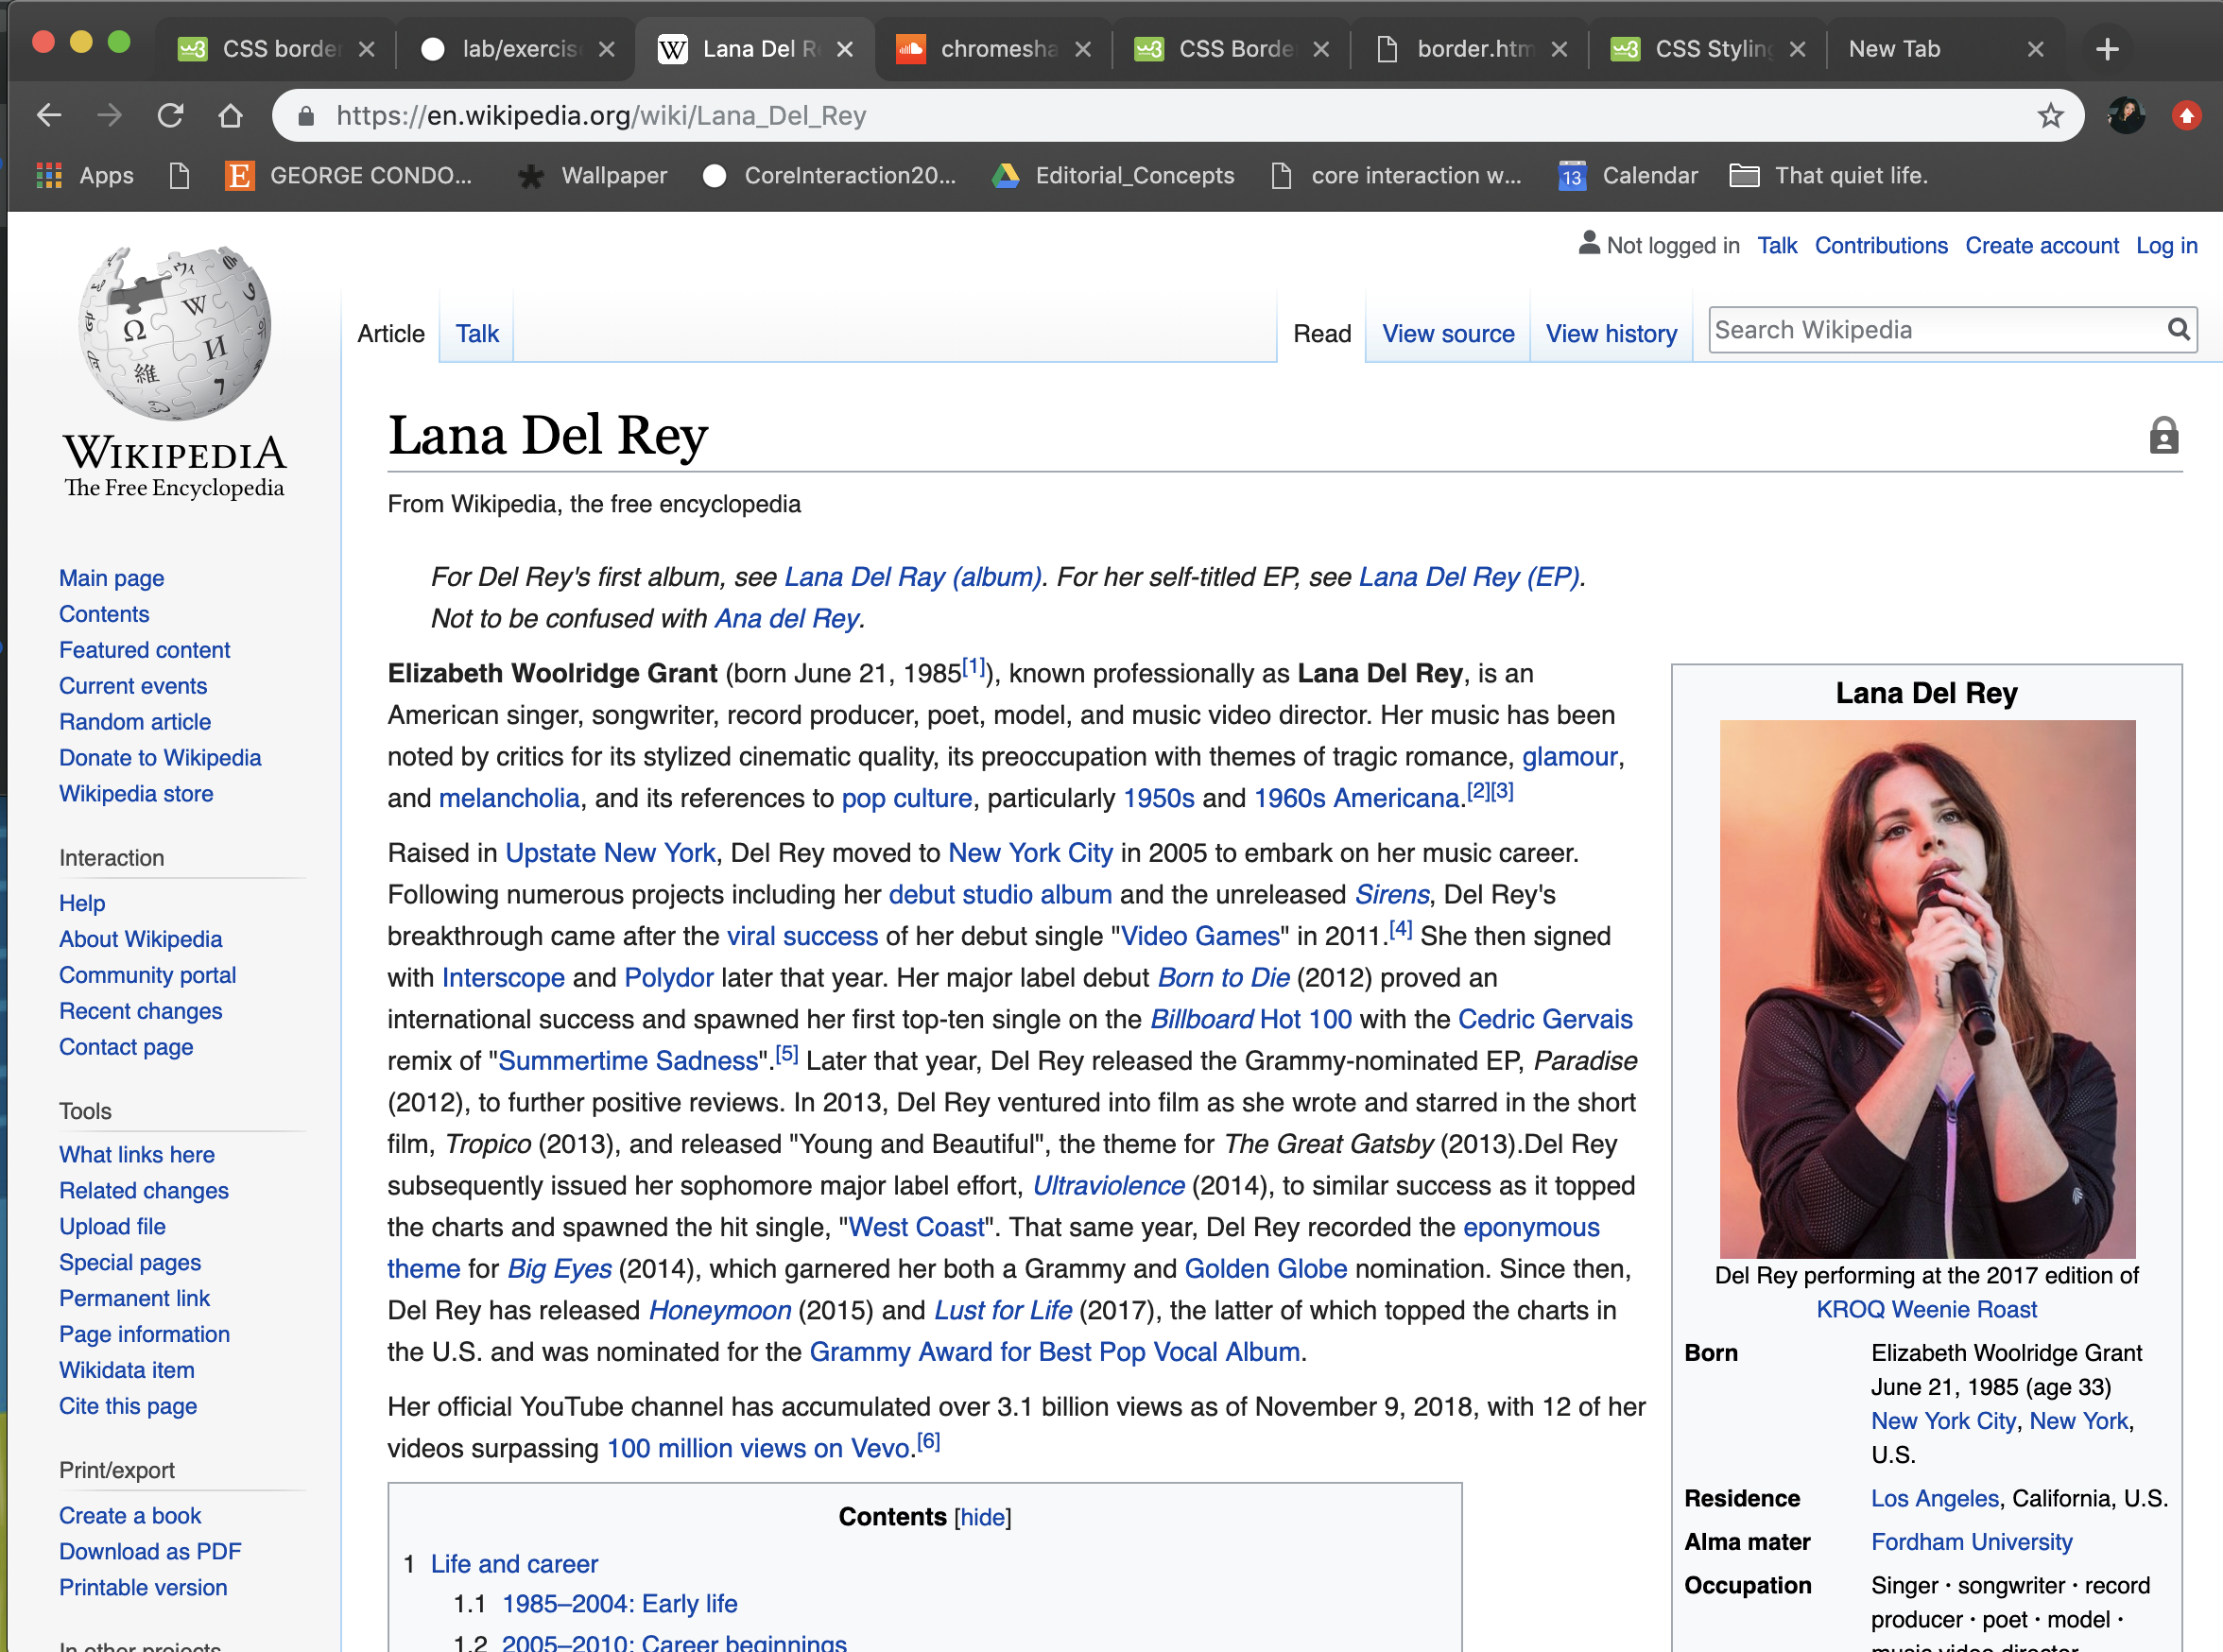 CSS border
lab/exercis
Lana Del R
chromesha
CSS Borde
border.htm
CSS Styling
New Tab
https://en.wikipedia.org/wiki/Lana_Del_Rey
Apps
GEORGE CONDO...
Wallpaper
CoreInteraction20...
Editorial_Concepts
core interaction w...
13
Calendar
That quiet life.
Not logged in Talk Contributions Create account Log in
WIKIPEDIA
The Free Encyclopedia
Main page
Contents
Featured content
Current events
Random article
Donate to Wikipedia
Wikipedia store
Interaction
Help
About Wikipedia
Community portal
Recent changes
Contact page
Tools
What links here
Related changes
Upload file
Special pages
Permanent link
Page information
Wikidata item
Cite this page
Print/export
Create a book
Download as PDF
Printable version
In other projects
Article Talk
Read View source View history
Search Wikipedia
Lana Del Rey
From Wikipedia, the free encyclopedia
For Del Rey's first album, see Lana Del Ray (album). For her self-titled EP, see Lana Del Rey (EP).
Not to be confused with Ana del Rey.
Elizabeth Woolridge Grant (born June 21, 1985[1]), known professionally as Lana Del Rey, is an
American singer, songwriter, record producer, poet, model, and music video director. Her music has been
noted by critics for its stylized cinematic quality, its preoccupation with themes of tragic romance, glamour,
and melancholia, and its references to pop culture, particularly 1950s and 1960s Americana.[2][3]
Raised in Upstate New York, Del Rey moved to New York City in 2005 to embark on her music career.
Following numerous projects including her debut studio album and the unreleased Sirens, Del Rey's
breakthrough came after the viral success of her debut single "Video Games" in 2011.[4] She then signed
with Interscope and Polydor later that year. Her major label debut Born to Die (2012) proved an
international success and spawned her first top-ten single on the Billboard Hot 100 with the Cedric Gervais
remix of "Summertime Sadness".[5] Later that year, Del Rey released the Grammy-nominated EP, Paradise
(2012), to further positive reviews. In 2013, Del Rey ventured into film as she wrote and starred in the short
film, Tropico (2013), and released "Young and Beautiful", the theme for The Great Gatsby (2013).Del Rey
subsequently issued her sophomore major label effort, Ultraviolence (2014), to similar success as it topped
the charts and spawned the hit single, "West Coast". That same year, Del Rey recorded the eponymous
theme for Big Eyes (2014), which garnered her both a Grammy and Golden Globe nomination. Since then,
Del Rey has released Honeymoon (2015) and Lust for Life (2017), the latter of which topped the charts in
the U.S. and was nominated for the Grammy Award for Best Pop Vocal Album.
Her official YouTube channel has accumulated over 3.1 billion views as of November 9, 2018, with 12 of her
videos surpassing 100 million views on Vevo.[6]
Contents [hide]
1 Life and career
1.1 1985–2004: Early life
1.2 2005–2010: Career beginnings
Lana Del Rey
Del Rey performing at the 2017 edition of
KROQ Weenie Roast
Born Elizabeth Woolridge Grant
June 21, 1985 (age 33)
New York City, New York,
U.S.
Residence Los Angeles, California, U.S.
Alma mater Fordham University
Occupation Singer · songwriter · record
producer · poet · model ·
music video director